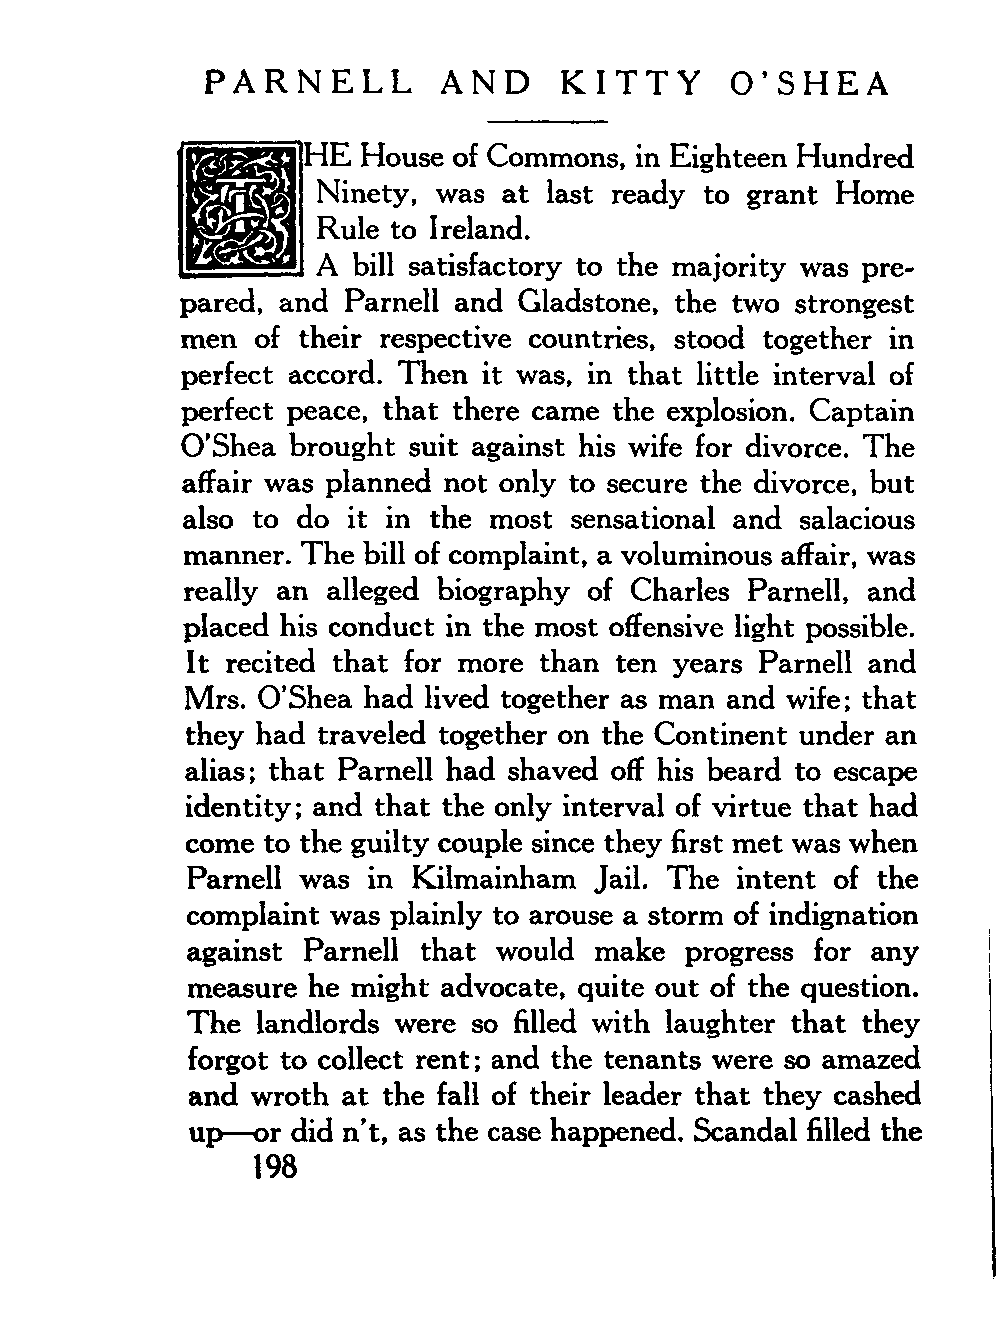 PARNELL AND KITTY O'SHEA
THE House of Commons, in Eighteen Hundred
Ninety, was at last ready to grant Home
Rule to Ireland.
A bill satisfactory to the majority was pre-
pared, and Parnell and Gladstone, the two strongest
men of their respective countries, stood together in
perfect accord. Then it was, in that little interval of
perfect peace, that there came the explosion. Captain
O'Shea brought suit against his wife for divorce. The
affair was planned not only to secure the divorce, but
also to do it in the most sensational and salacious
manner. The bill of complaint, a voluminous affair, was
really an alleged biography of Charles Parnell, and
placed his conduct in the most offensive light possible.
It recited that for more than ten years Parnell and
Mrs. O'Shea had lived together as man and wife; that
they had traveled together on the Continent under an
alias; that Parnell had shaved off his beard to escape
identity; and that the only interval of virtue that had
come to the guilty couple since they first met was when
Parnell was in Kilmainham Jail. The intent of the
complaint was plainly to arouse a storm of indignation
against Parnell that would make progress for any
measure he might advocate, quite out of the question.
The landlords were so filled with laughter that they
forgot to collect rent; and the tenants were so amazed
and wroth at the fall of their leader that they cashed
up—or did n't, as the case happened. Scandal filled the
198